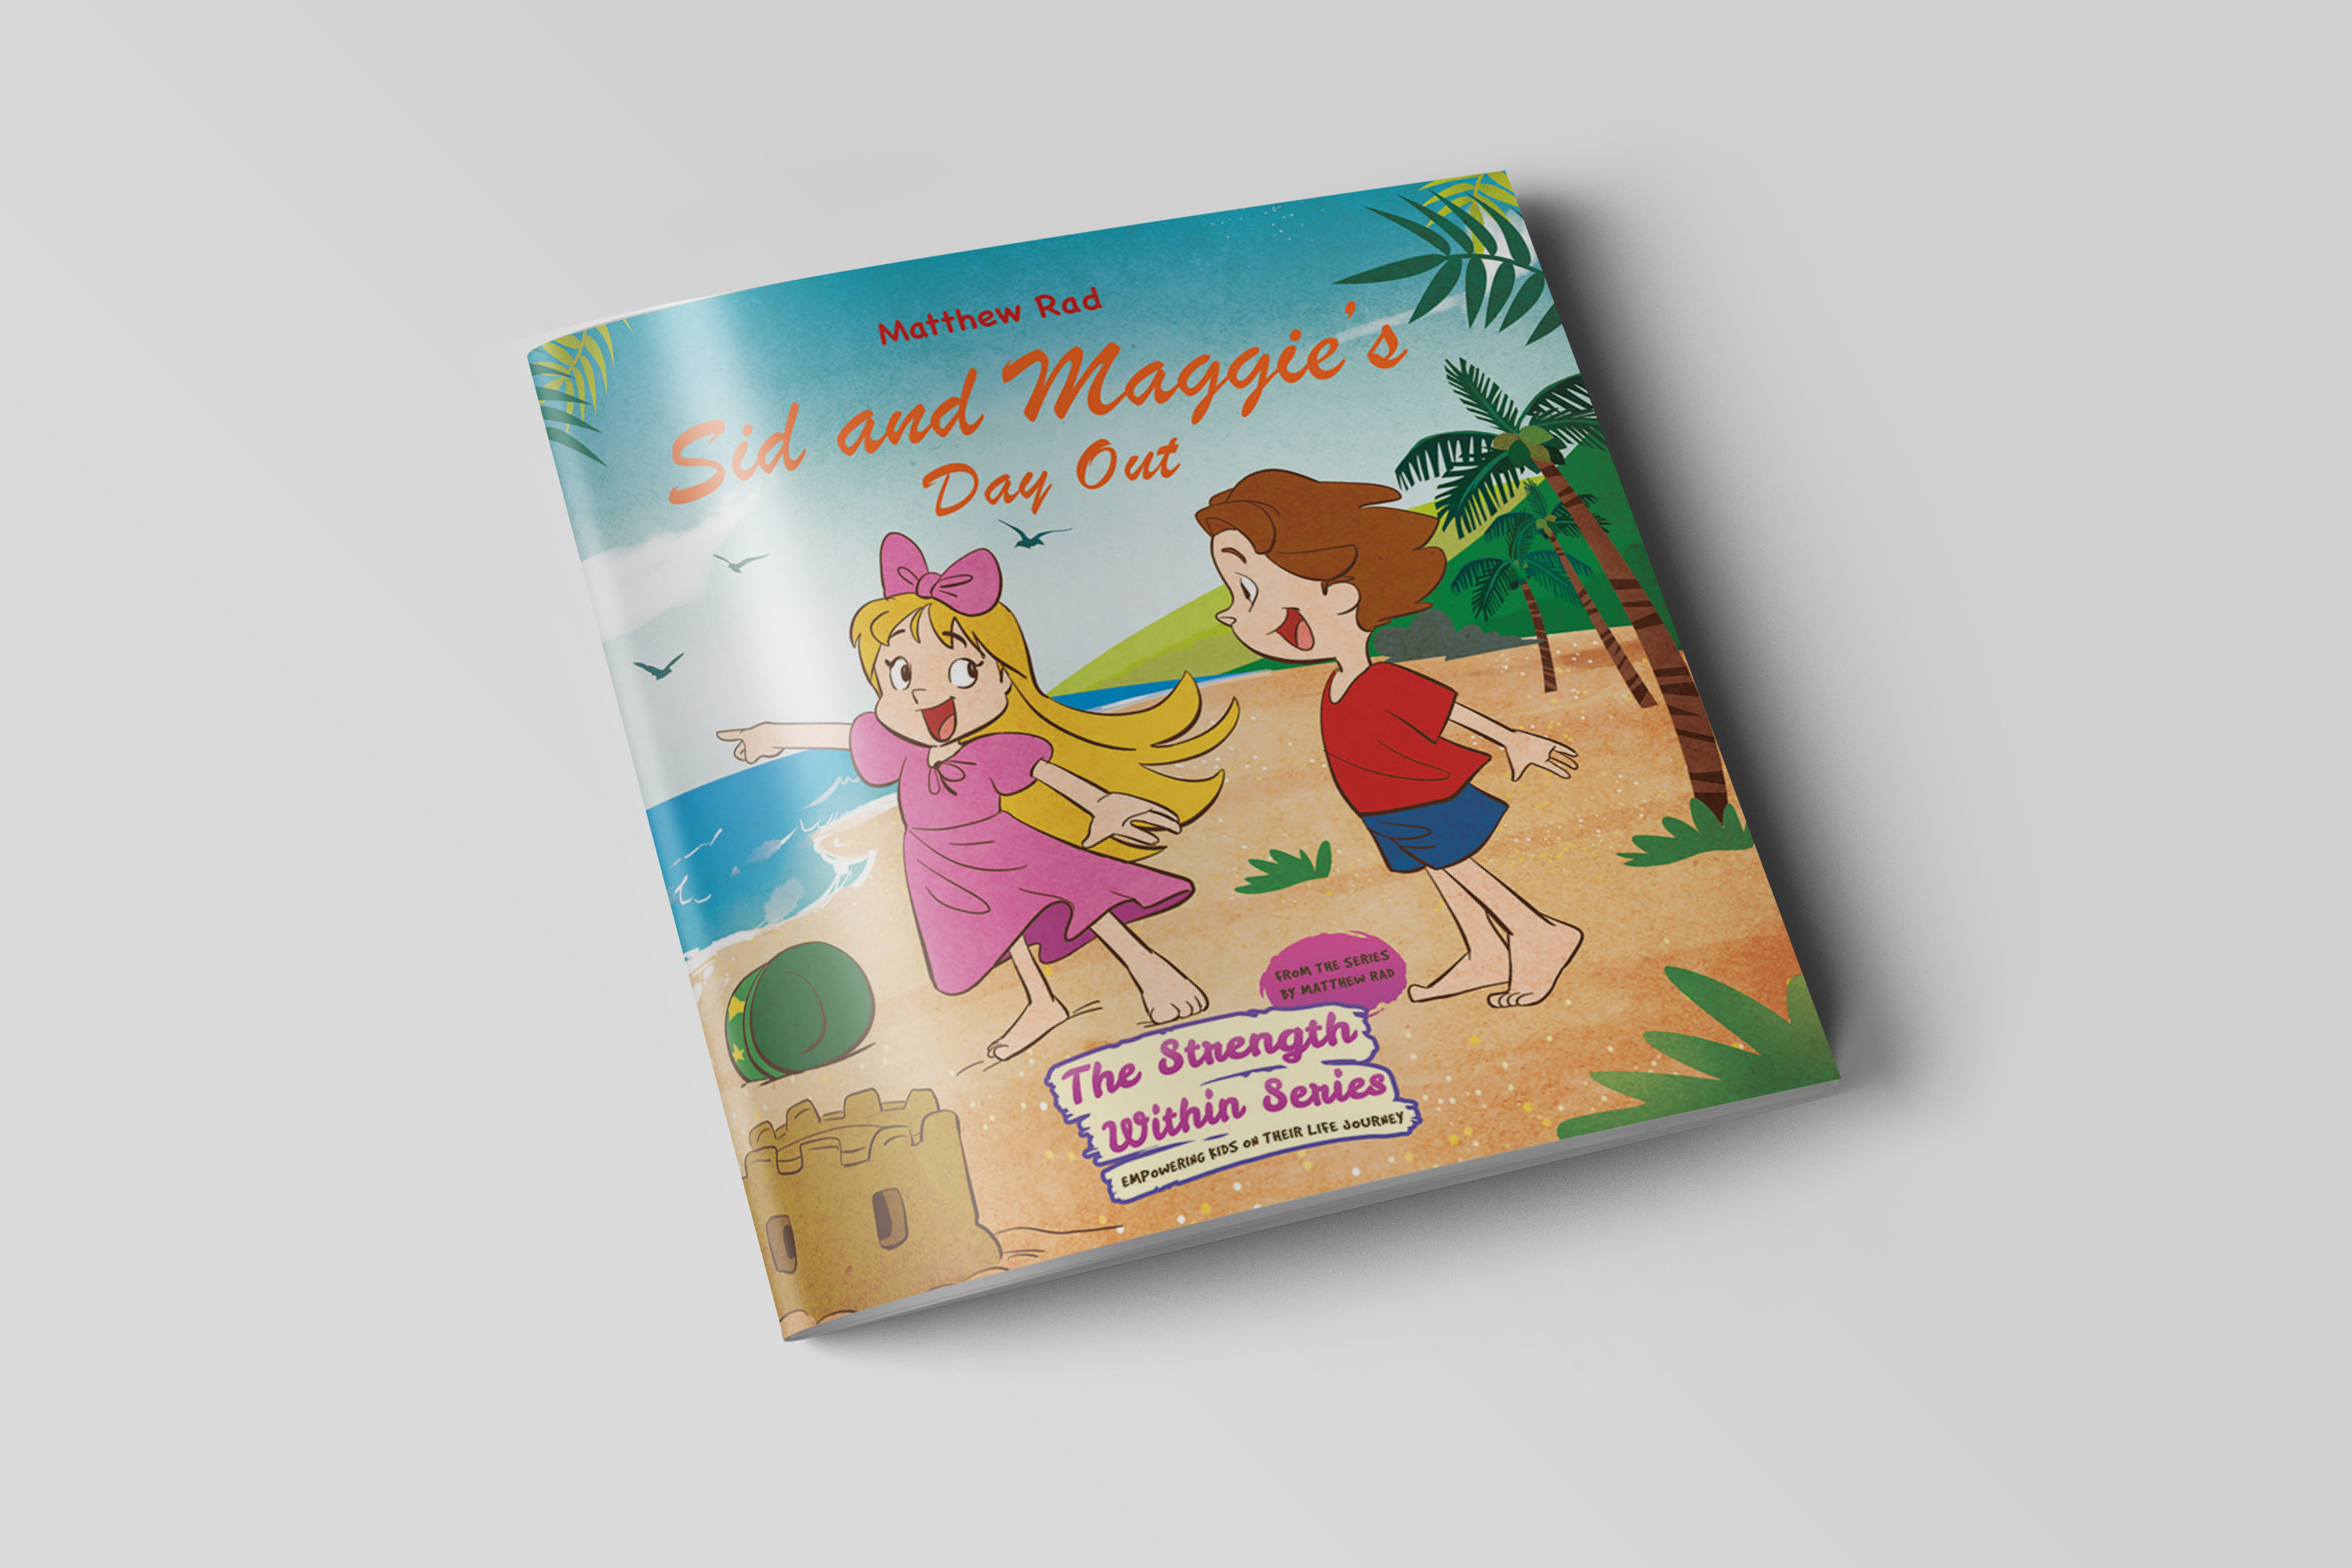 Matthew Rad
Sid and Maggie's
Day Out
FROM THE SERIES
BY MATTHEW RAD
The Strength
Within Series
EMPOWERING KIDS ON THEIR LIFE JOURNEY